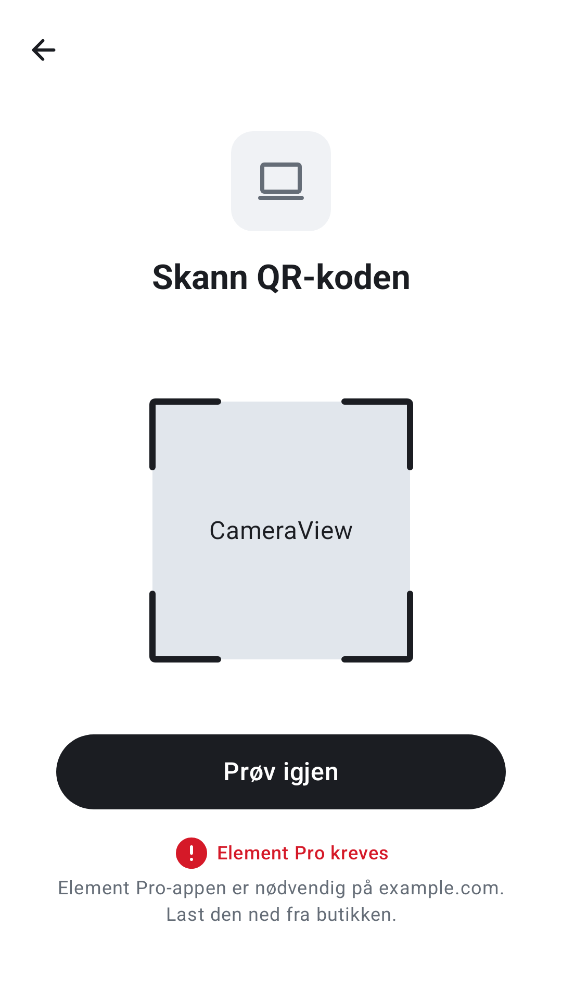 Skann QR-koden
CameraView
Prøv igjen
Element Pro kreves
Element Pro-appen er nødvendig på example.com.
Last den ned fra butikken.